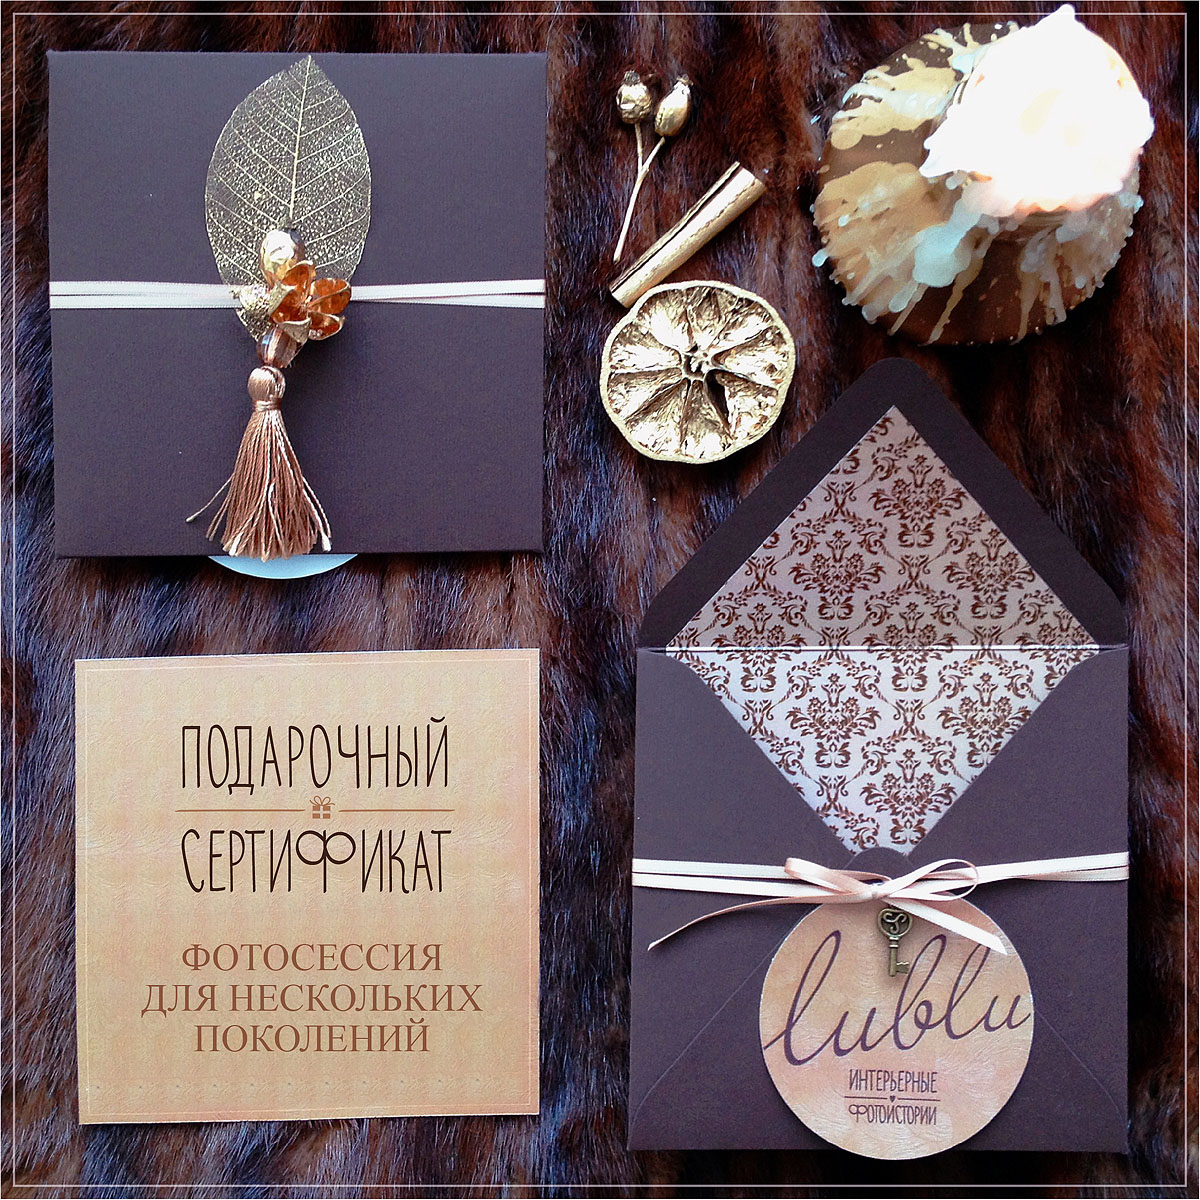 ПОДАРОЧНЫЙ
СЕРТИФИКАТ
ФОТОСЕССИЯ
ДЛЯ НЕСКОЛЬКИХ
ПОКОЛЕНИЙ
lublu
ИНТЕРЬЕРНЫЕ
ФОТОИСТОРИИ